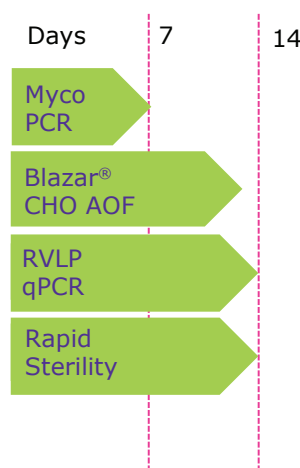 Days 7 14
Myco
PCR
Blazar®
CHO AOF
RVLP
qPCR
Rapid
Sterility